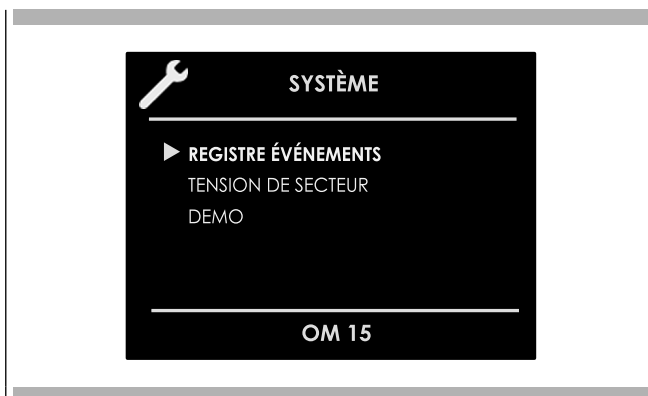 SYSTÈME
REGISTRE ÉVÉNEMENTS
TENSION DE SECTEUR
DEMO
OM 15